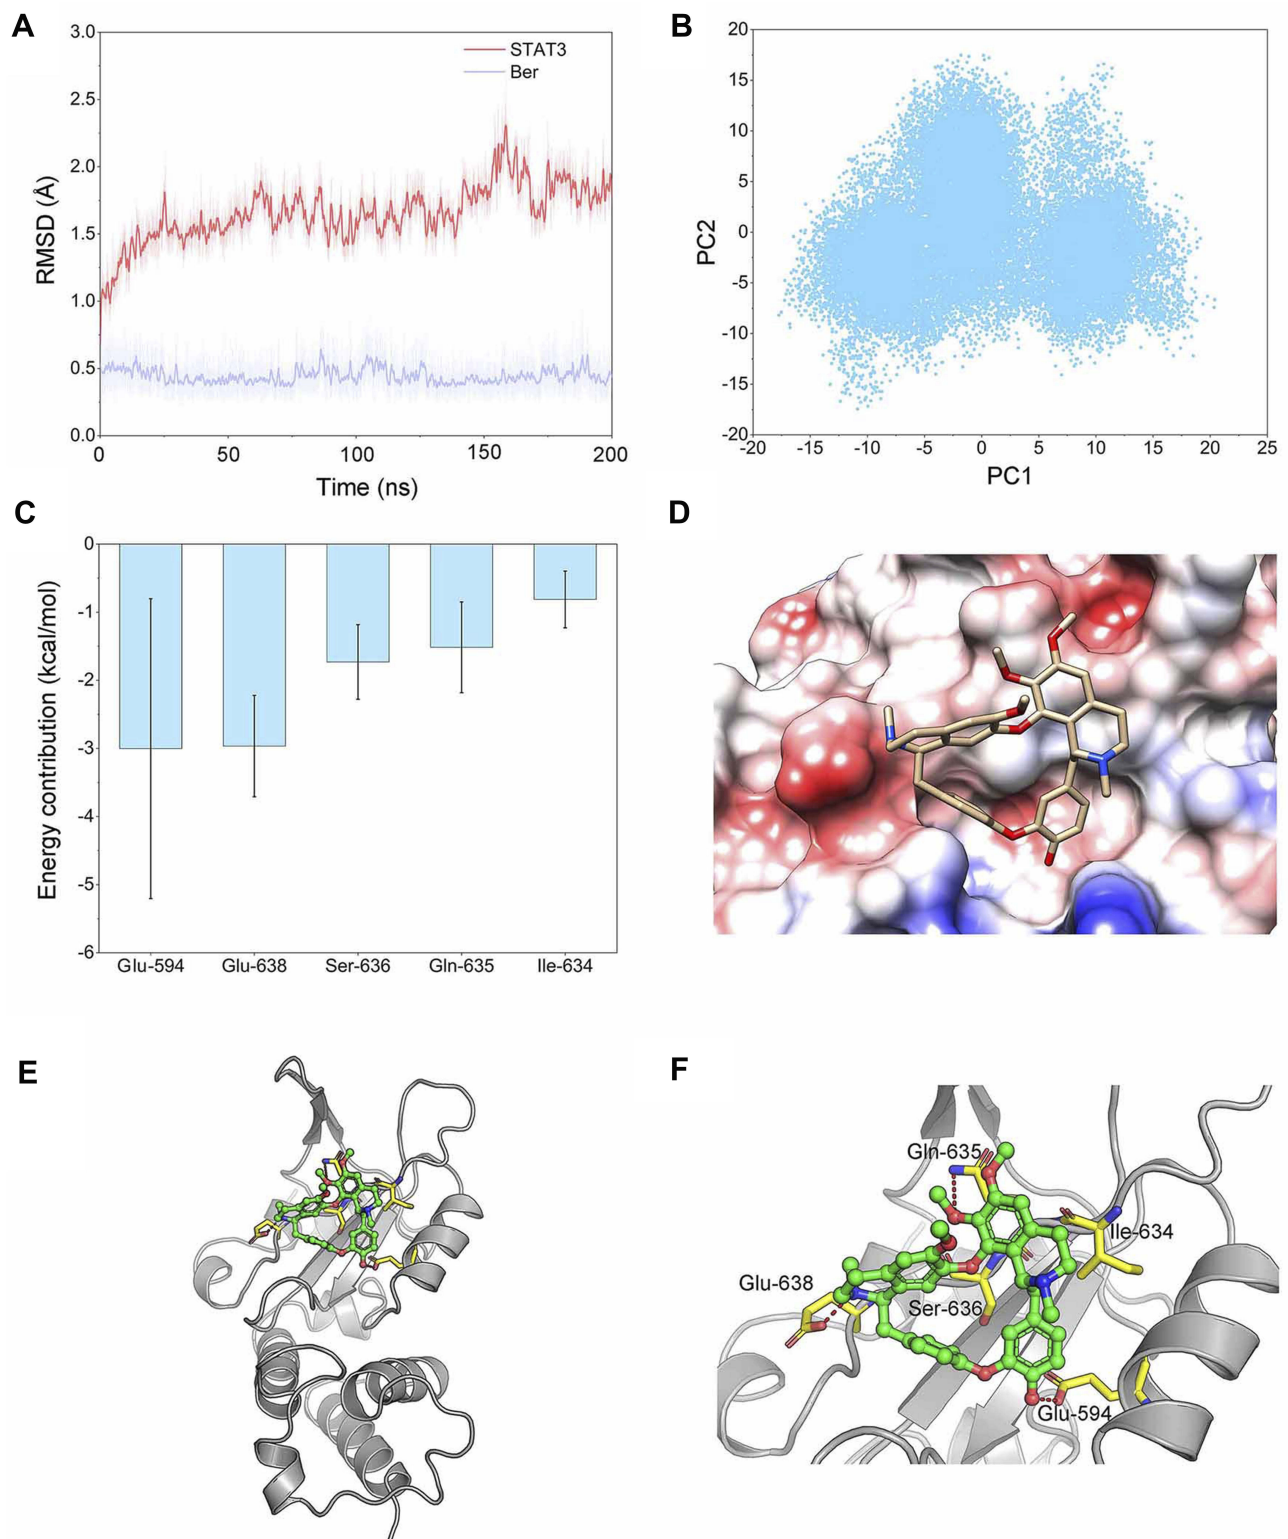 A
3.0
2.5
2.0
1.5
1.0
0.5
0.0
RMSD (Å)
STAT3
Ber
0
50
100
150
200
Time (ns)
B
20
15
10
5
0
-5
-10
-15
-20
PC2
-20
-15
-10
-5
0
5
10
15
20
25
PC1
C
0
-1
-2
-3
-4
-5
-6
Energy contribution (kcal/mol)
Glu-594
Glu-638
Ser-636
Gln-635
Ile-634
D
E
F
Gln-635
Ile-634
Glu-638
Ser-636
Glu-594